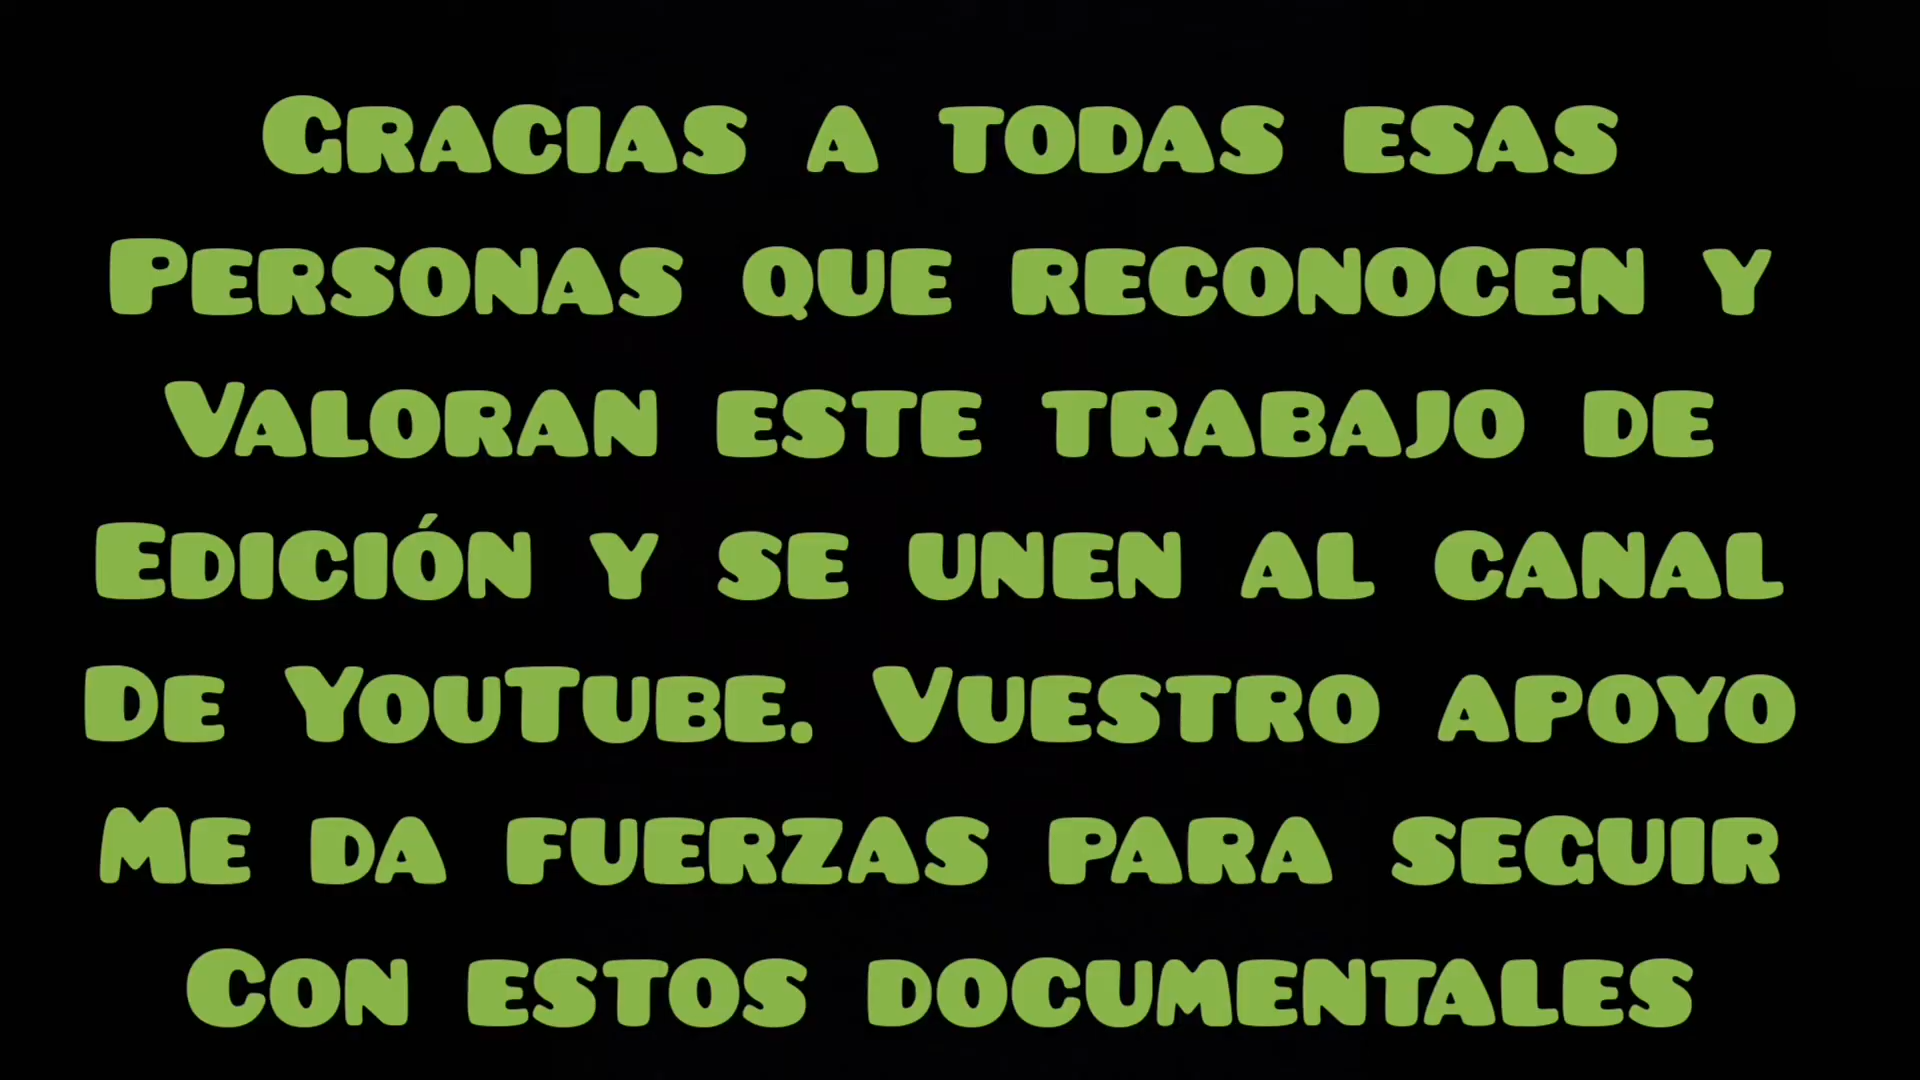 Gracias a todas esas
Personas que reconocen y
Valoran este trabajo de
Edición y se unen al canal
De YouTube. Vuestro apoyo
Me da fuerzas para seguir
Con estos documentales